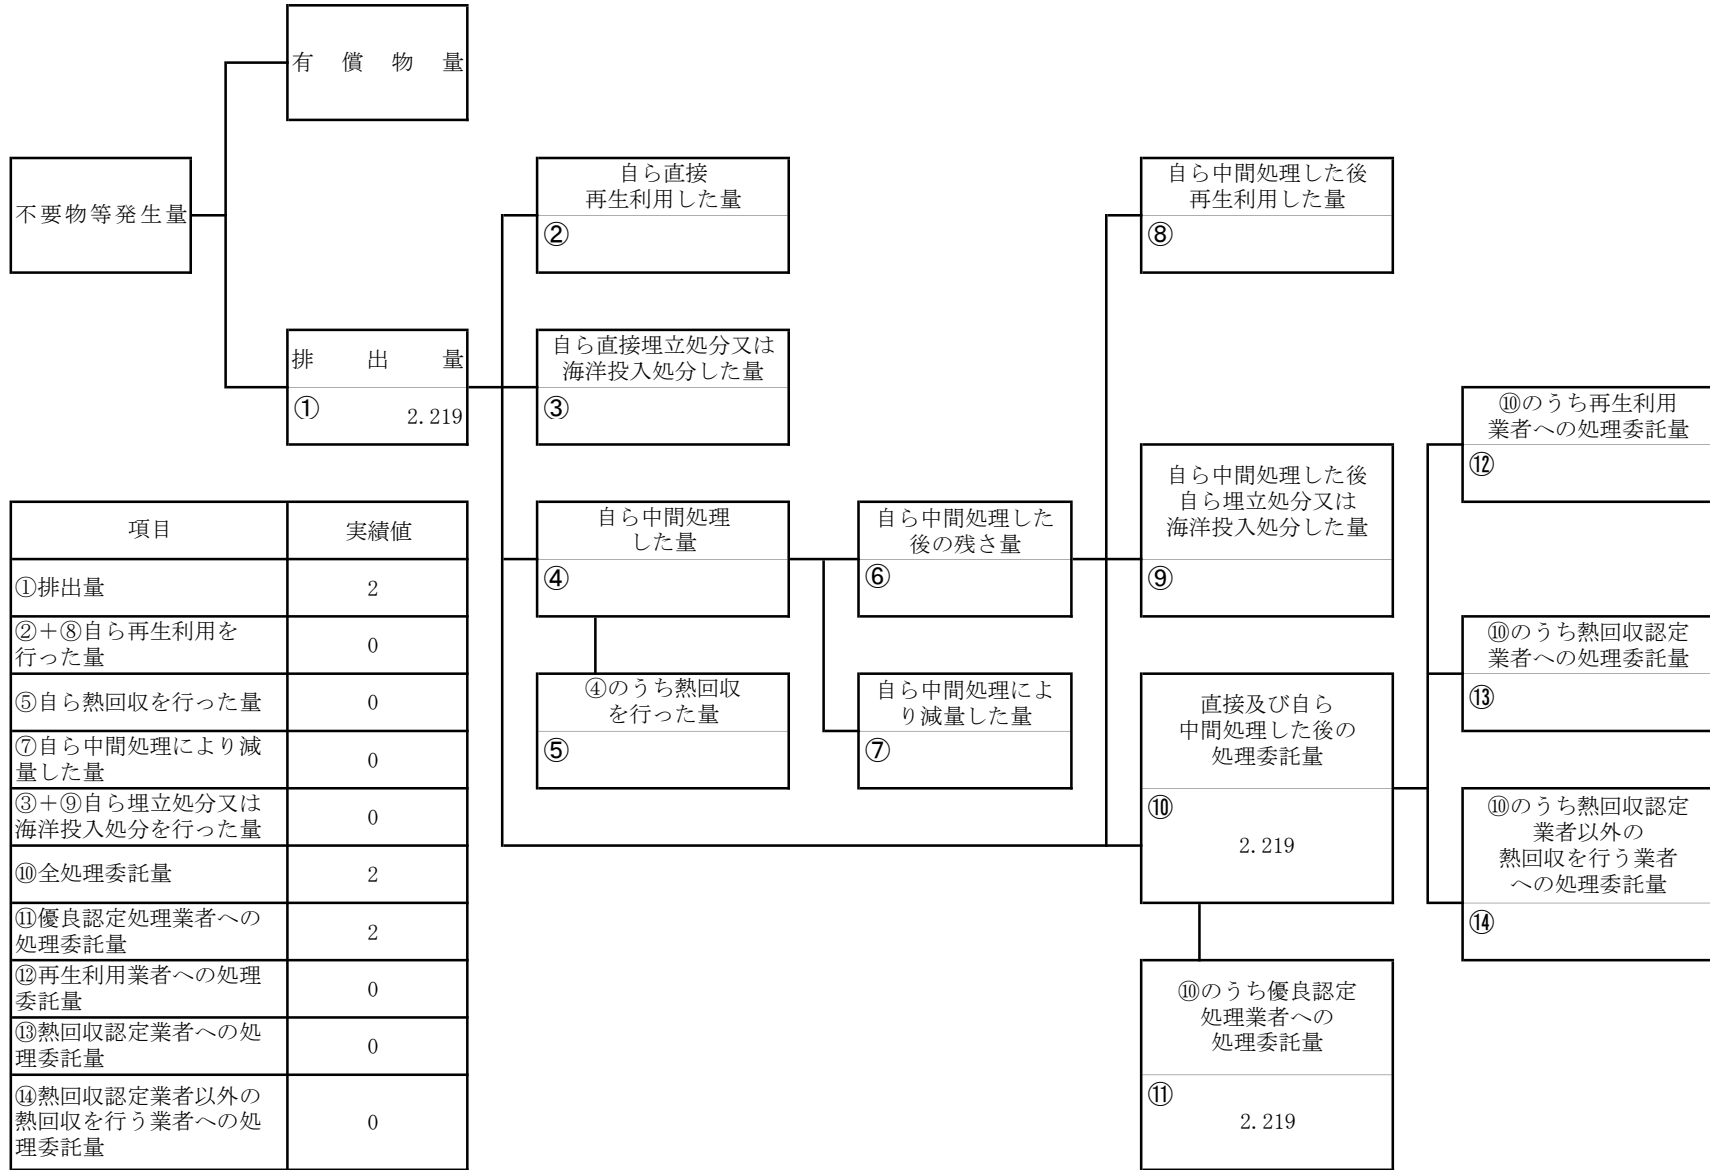 有償物量
不要物等発生量
自ら直接
再生利用した量
②
自ら中間処理した後
再生利用した量
⑧
排出量
①
2.219
自ら直接埋立処分又は
海洋投入処分した量
③
⑩のうち再生利用
業者への処理委託量
⑫
自ら中間処理
した量
④
自ら中間処理した
後の残さ量
⑥
自ら中間処理した後
自ら埋立処分又は
海洋投入処分した量
⑨
④のうち熱回収
を行った量
⑤
自ら中間処理によ
り減量した量
⑦
直接及び自ら
中間処理した後の
処理委託量
⑩
2.219
⑩のうち熱回収認定
業者への処理委託量
⑬
⑩のうち熱回収認定
業者以外の
熱回収を行う業者
への処理委託量
⑭
⑩のうち優良認定
処理業者への
処理委託量
⑪
2.219
項目 実績値
①排出量 2
②+⑧自ら再生利用を
行った量 0
⑤自ら熱回収を行った量 0
⑦自ら中間処理により減
量した量 0
③+⑨自ら埋立処分又は
海洋投入処分を行った量 0
⑩全処理委託量 2
⑪優良認定処理業者への
処理委託量 2
⑫再生利用業者への処理
委託量 0
⑬熱回収認定業者への処
理委託量 0
⑭熱回収認定業者以外の
熱回収を行う業者への処
理委託量 0